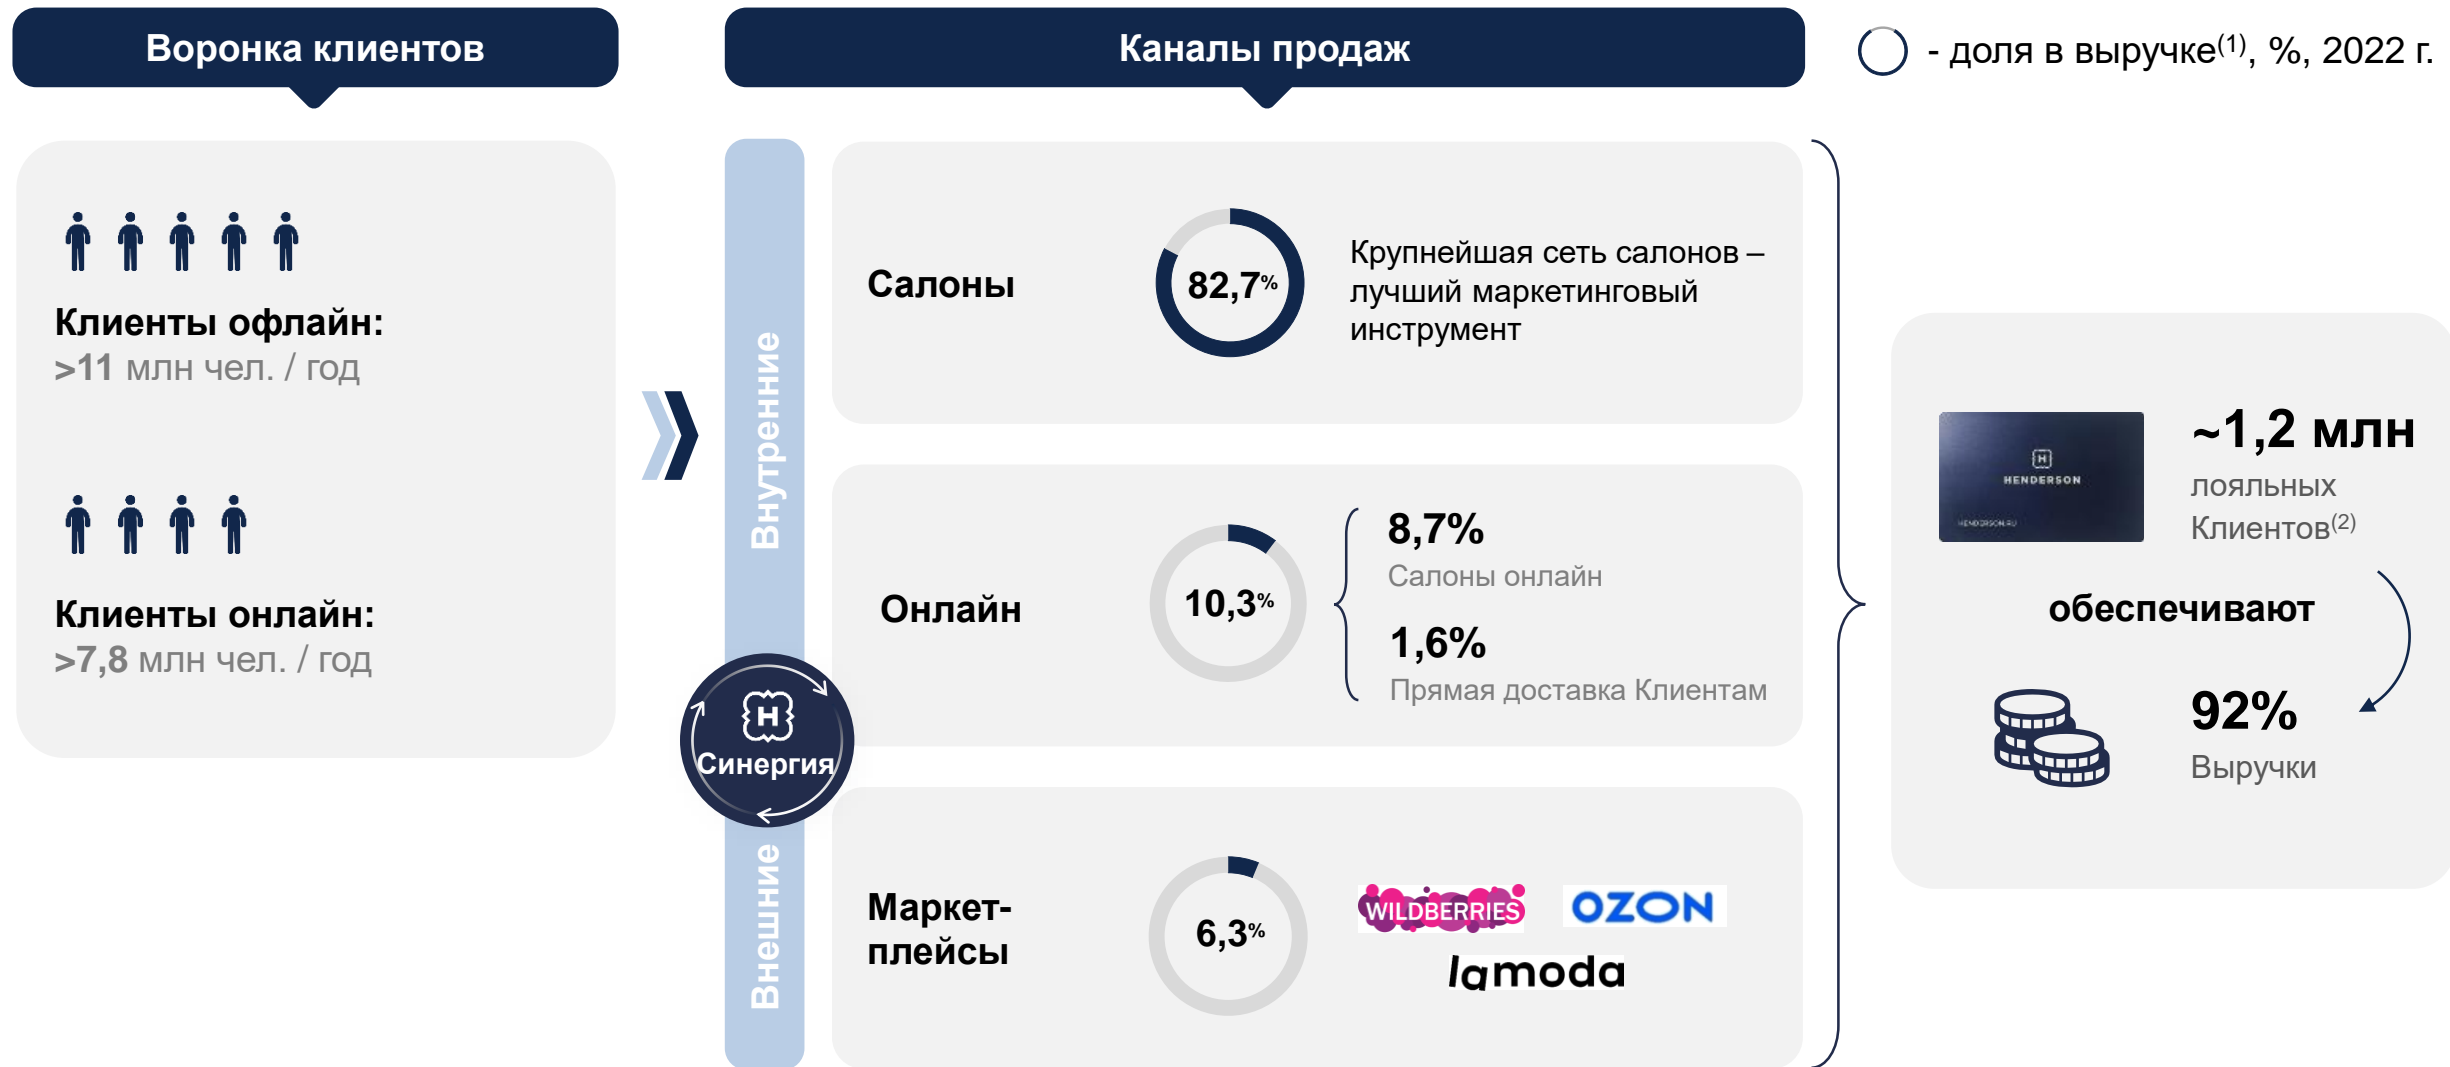 Воронка клиентов
Каналы продаж
- доля в выручке(1), %, 2022 г.
Клиенты офлайн:
>11 млн чел. / год
Клиенты онлайн:
>7,8 млн чел. / год
Внутренние
H
Синергия
Внешние
Салоны
82,7%
Крупнейшая сеть салонов –
лучший маркетинговый
инструмент
Онлайн
10,3%
8,7%
Салоны онлайн
1,6%
Прямая доставка Клиентам
Маркет-
плейсы
6,3%
WILDBERRIES
OZON
lamoda
H
HENDERSON
HENDERSON.RU
~1,2 млн
лояльных
Клиентов(2)
обеспечивают
92%
Выручки